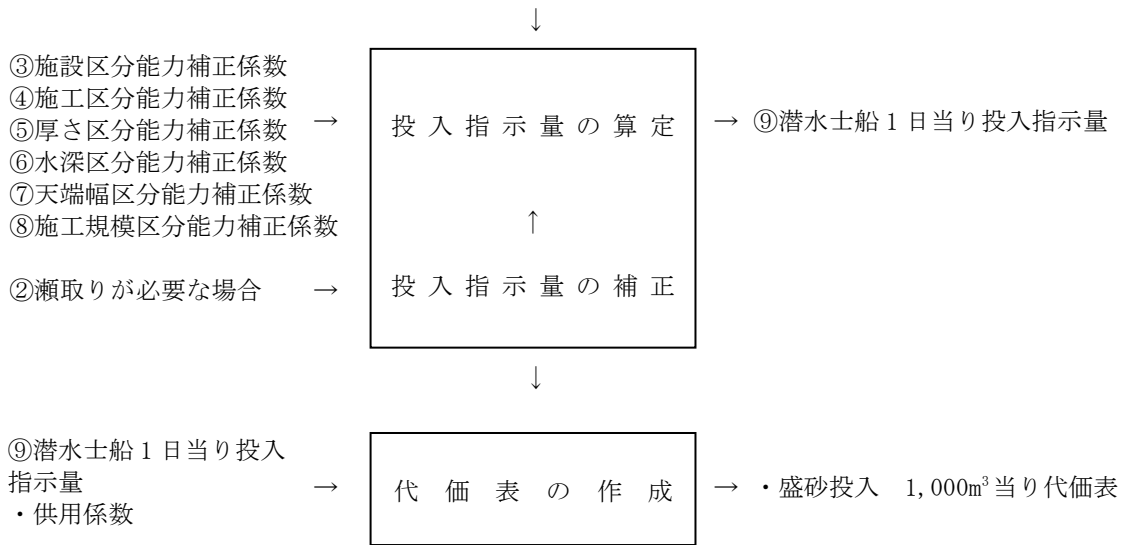 ↓
③施設区分能力補正係数
④施工区分能力補正係数
⑤厚さ区分能力補正係数
⑥水深区分能力補正係数
⑦天端幅区分能力補正係数
⑧施工規模区分能力補正係数
→
投入指示量の算定
→ ⑨潜水士船1日当り投入指示量
↑
②瀬取りが必要な場合 →
投入指示量の補正
↓
⑨潜水士船1日当り投入
指示量
・供用係数
→
代価表の作成
→ ・盛砂投入 1,000m³当り代価表